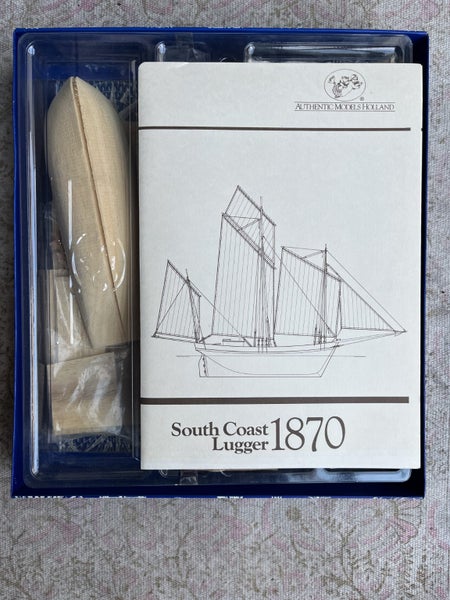 ®
AUTHENTIC MODELS HOLLAND
South Coast
Lugger 1870